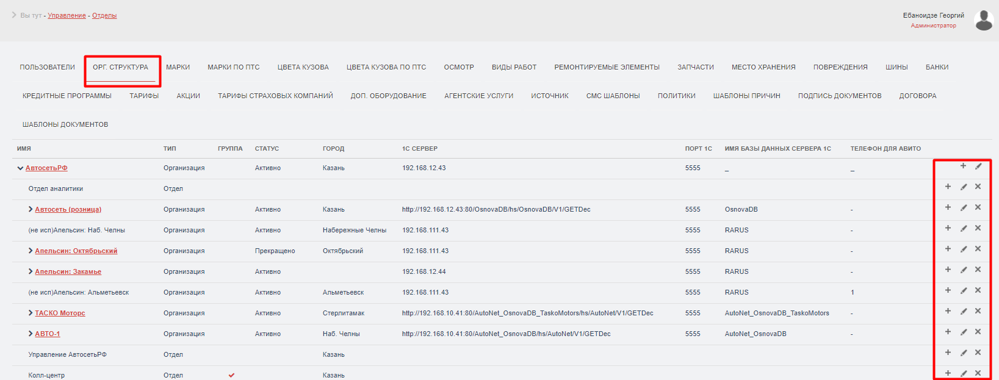 Вы тут - Управление - Отделы
Ебаноидзе Георгий
Администратор
ПОЛЬЗОВАТЕЛИ ОРГ. СТРУКТУРА МАРКИ МАРКИ ПО ПТС ЦВЕТА КУЗОВА ЦВЕТА КУЗОВА ПО ПТС ОСМОТР ВИДЫ РАБОТ РЕМОНТИРУЕМЫЕ ЭЛЕМЕНТЫ ЗАПЧАСТИ МЕСТО ХРАНЕНИЯ ПОВРЕЖДЕНИЯ ШИНЫ БАНКИ
КРЕДИТНЫЕ ПРОГРАММЫ ТАРИФЫ АКЦИИ ТАРИФЫ СТРАХОВЫХ КОМПАНИЙ ДОП. ОБОРУДОВАНИЕ АГЕНТСКИЕ УСЛУГИ ИСТОЧНИК СМС ШАБЛОНЫ ПОЛИТИКИ ШАБЛОНЫ ПРИЧИН ПОДПИСЬ ДОКУМЕНТОВ ДОГОВОРА
ШАБЛОНЫ ДОКУМЕНТОВ
ИМЯ ТИП ГРУППА СТАТУС ГОРОД 1С СЕРВЕР ПОРТ 1С ИМЯ БАЗЫ ДАННЫХ СЕРВЕРА 1С ТЕЛЕФОН ДЛЯ АВИТО
АвтосетьРФ Организация Активно Казань 192.168.12.43 5555 _ _
Отдел аналитики Отдел
Автосеть (розница) Организация Активно Казань http://192.168.12.43:80/OsnovaDB/hs/OsnovaDB/V1/GETDec 5555 OsnovaDB -
(не исп)Апельсин: Наб. Челны Организация Активно Набережные Челны 192.168.111.43 5555 RARUS -
Апельсин: Октябрьский Организация Прекращено Октябрьский 192.168.111.43 5555 RARUS -
Апельсин: Закамье Организация Активно 192.168.12.44 5555 RARUS -
(не исп)Апельсин: Альметьевск Организация Активно Альметьевск 192.168.111.43 5555 RARUS 1
ТАСКО Моторс Организация Активно Стерлитамак http://192.168.10.41:80/AutoNet_OsnovaDB_TaskoMotors/hs/AutoNet/V1/GETDec 5555 AutoNet_OsnovaDB_TaskoMotors -
АВТО-1 Организация Активно Наб. Челны http://192.168.10.41:80/AutoNet_OsnovaDB/hs/AutoNet/V1/GETDec 5555 AutoNet_OsnovaDB -
Управление АвтосетьРФ Отдел Казань
Колл-центр Отдел Казань